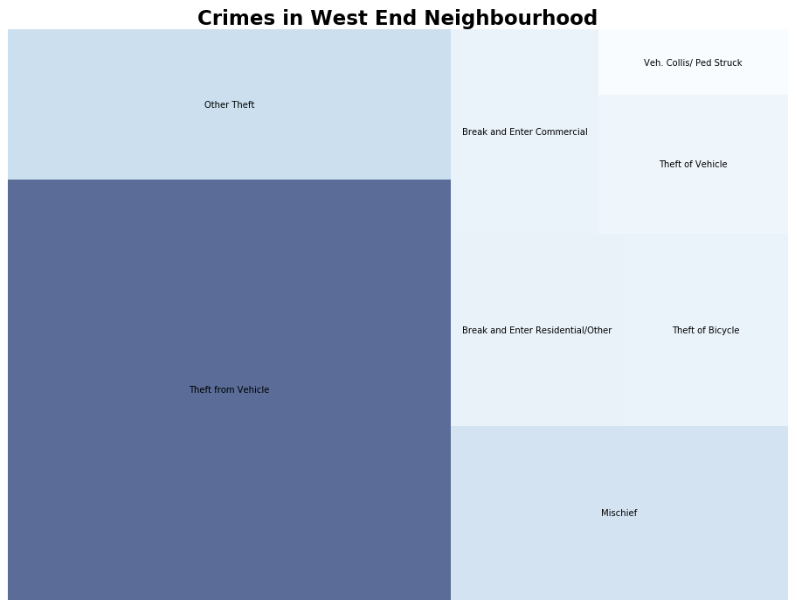 Crimes in West End Neighbourhood
Other Theft
Veh. Collis/ Ped Struck
Break and Enter Commercial
Theft of Vehicle
Break and Enter Residential/Other
Theft of Bicycle
Theft from Vehicle
Mischief